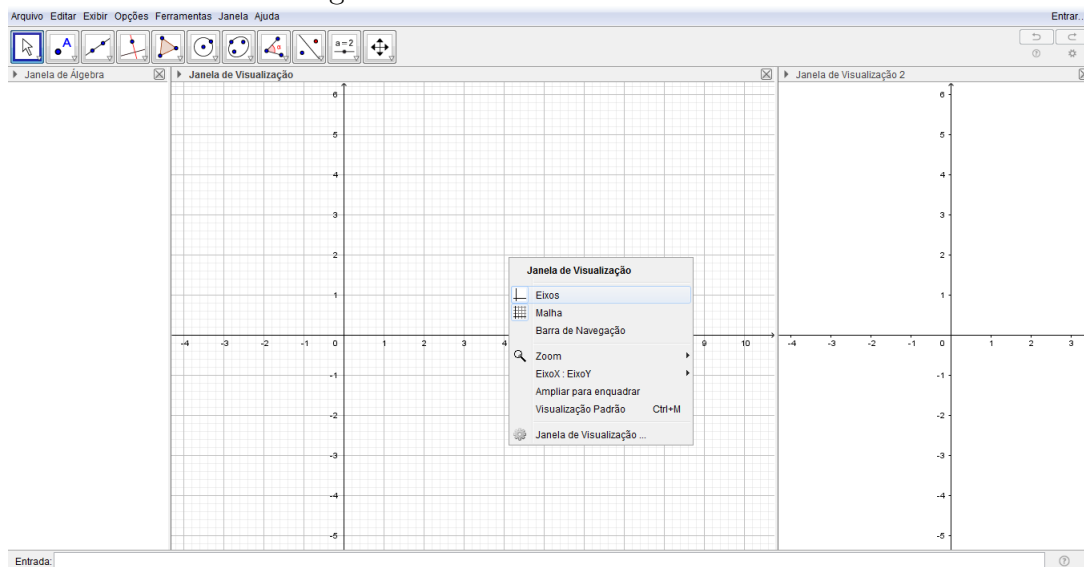 Arquivo Editar Exibir Opções Ferramentas Janela Ajuda Entrar...
A α a=2
Janela de Álgebra Janela de Visualização Janela de Visualização 2
6 6
5 5
4 4
3 3
2 2
Janela de Visualização
1 Eixos 1
Malha
Barra de Navegação
-4 -3 -2 -1 0 1 2 3 4 9 10 -4 -3 -2 -1 0 1 2 3
Zoom
EixoX : EixoY
-1 -1
Ampliar para enquadrar
Visualização Padrão Ctrl+M
-2 -2
Janela de Visualização ...
-3 -3
-4 -4
-5 -5
Entrada: